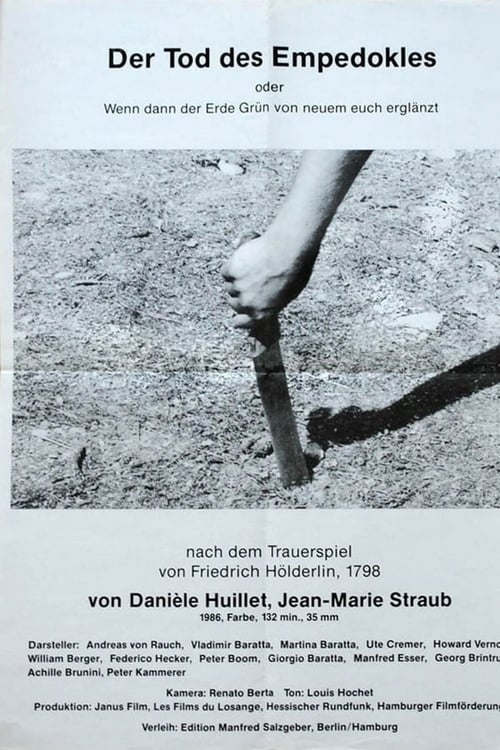 Der Tod des Empedokles
oder
Wenn dann der Erde Grün von neuem euch erglänzt
nach dem Trauerspiel
von Friedrich Hölderlin, 1798
von Danièle Huillet, Jean-Marie Straub
1986, Farbe, 132 min., 35 mm
Darsteller: Andreas von Rauch, Vladimir Baratta, Martina Baratta, Ute Cremer, Howard Verno
William Berger, Federico Hecker, Peter Boom, Giorgio Baratta, Manfred Esser, Georg Brintru
Achille Brunini, Peter Kammerer
Kamera: Renato Berta Ton: Louis Hochet
Produktion: Janus Film, Les Films du Losange, Hessischer Rundfunk, Hamburger Filmförderung
Verleih: Edition Manfred Salzgeber, Berlin/Hamburg